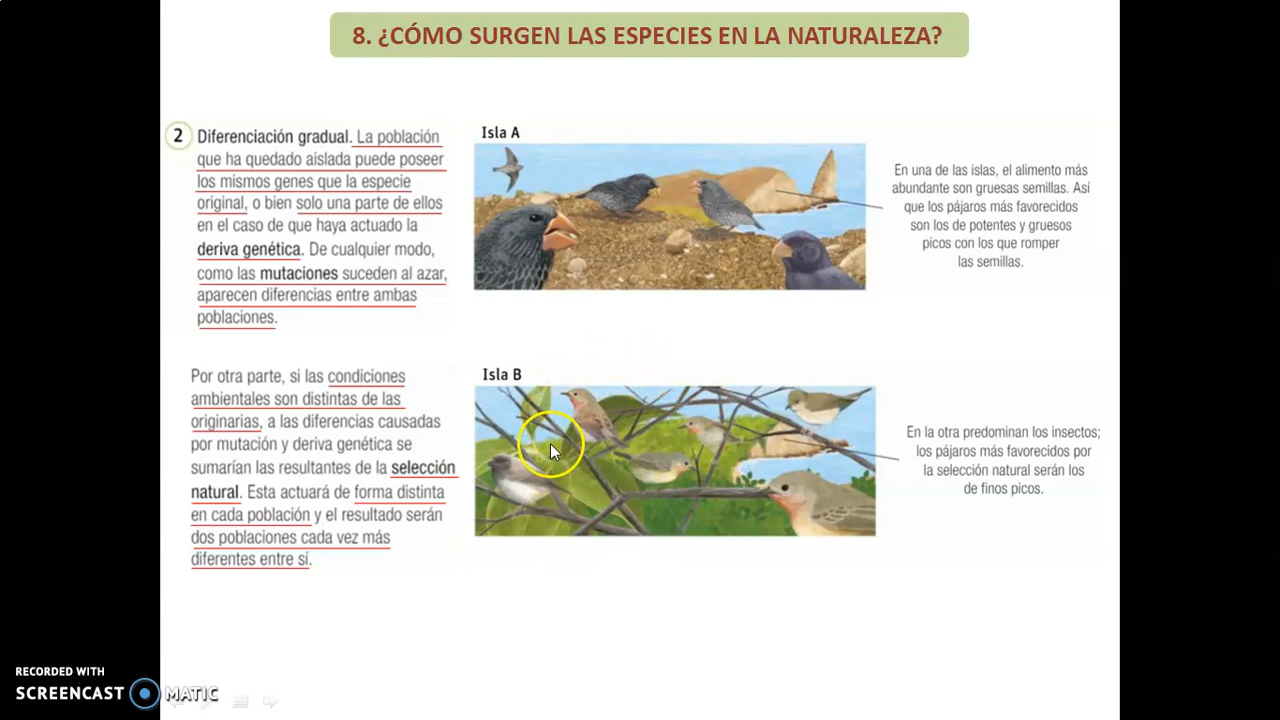 8. ¿CÓMO SURGEN LAS ESPECIES EN LA NATURALEZA?
2 Diferenciación gradual. La población
que ha quedado aislada puede poseer
los mismos genes que la especie
original, o bien solo una parte de ellos
en el caso de que haya actuado la
deriva genética. De cualquier modo,
como las mutaciones suceden al azar,
aparecen diferencias entre ambas
poblaciones.
Isla A
En una de las islas, el alimento más
abundante son gruesas semillas. Así
que los pájaros más favorecidos
son los de potentes y gruesos
picos con los que romper
las semillas.
Por otra parte, si las condiciones
ambientales son distintas de las
originarias, a las diferencias causadas
por mutación y deriva genética se
sumarían las resultantes de la selección
natural. Esta actuará de forma distinta
en cada población y el resultado serán
dos poblaciones cada vez más
diferentes entre sí.
Isla B
En la otra predominan los insectos;
los pájaros más favorecidos por
la selección natural serán los
de finos picos.
RECORDED WITH
SCREENCAST MATIC